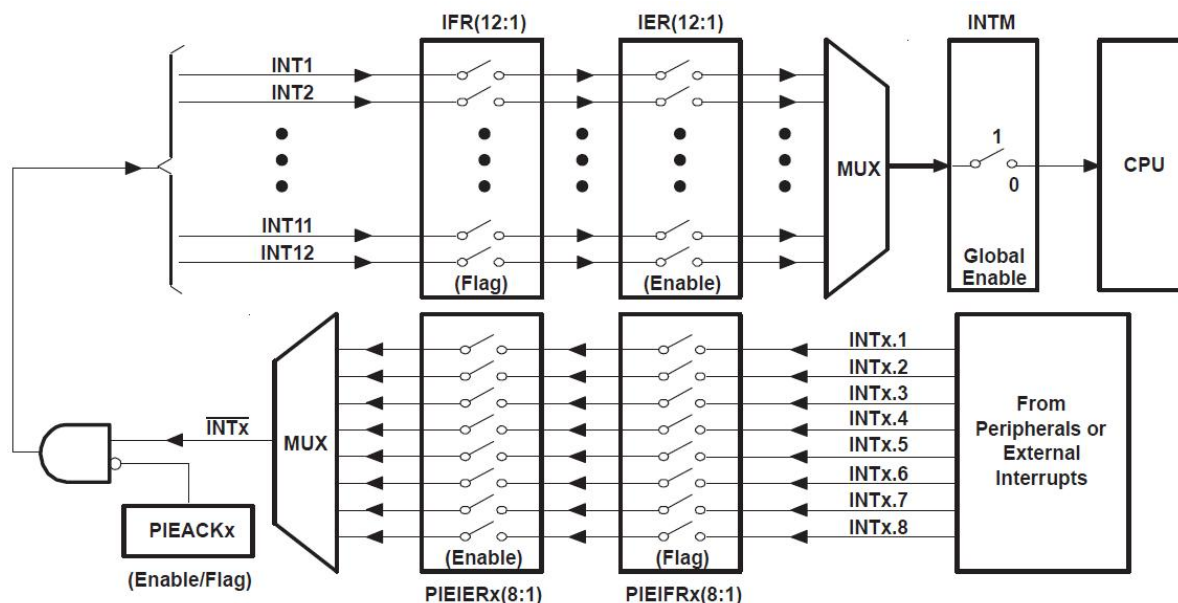 IFR(12:1)
IER(12:1)
INTM
INT1
INT2
INT11
INT12
(Flag)
(Enable)
MUX
1
0
Global
Enable
CPU
INTx.1
INTx.2
INTx.3
INTx.4
INTx.5
INTx.6
INTx.7
INTx.8
From
Peripherals or
External
Interrupts
INTx
MUX
PIEACKx
(Enable/Flag)
(Enable)
(Flag)
PIEIERx(8:1)
PIEIFRx(8:1)